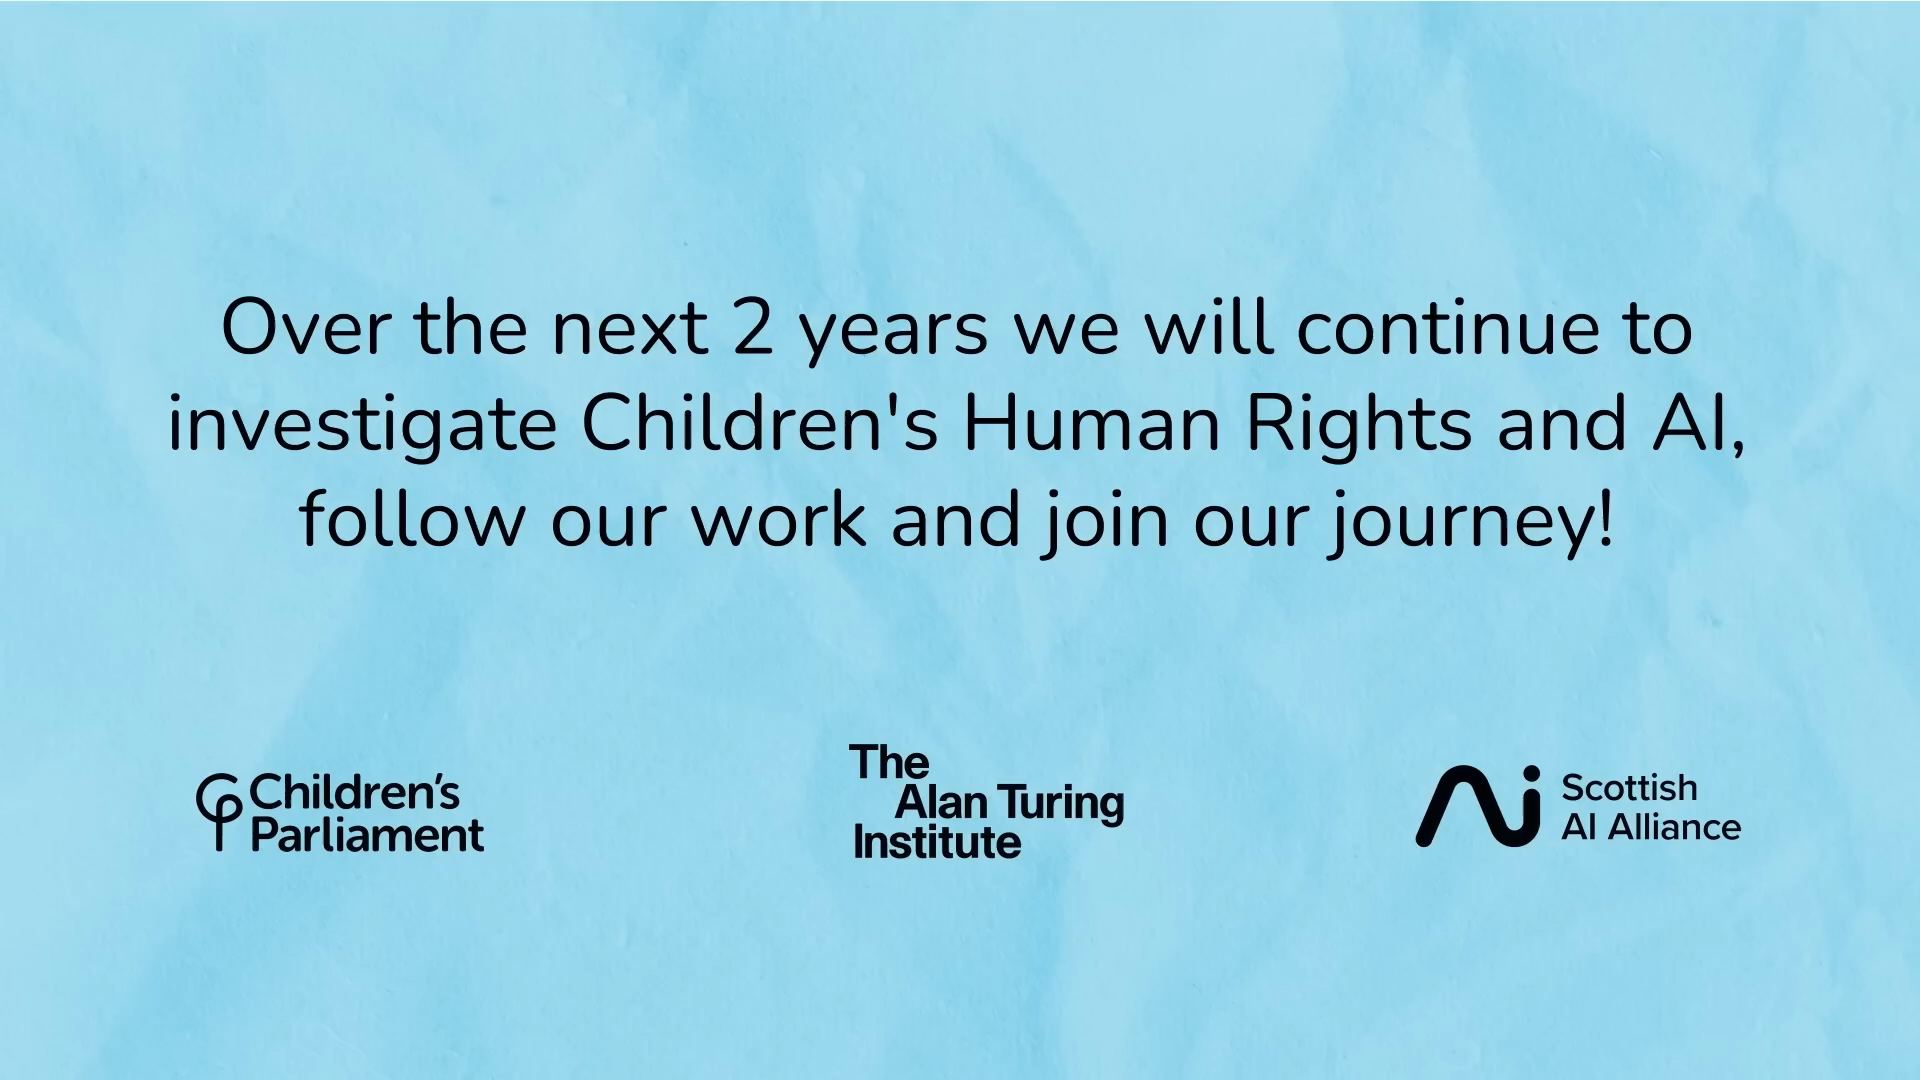 Over the next 2 years we will continue to
investigate Children's Human Rights and AI,
follow our work and join our journey!
Children’s
Parliament
The
Alan Turing
Institute
Scottish
AI Alliance